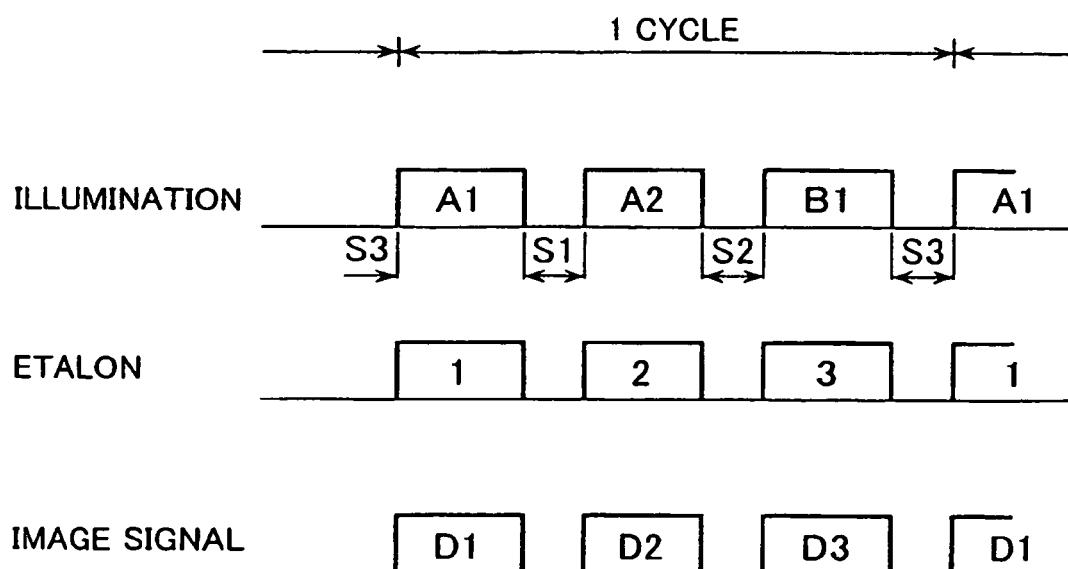 1 CYCLE
ILLUMINATION A1 A2 B1 A1
S3 S1 S2 S3
ETALON 1 2 3 1
IMAGE SIGNAL D1 D2 D3 D1